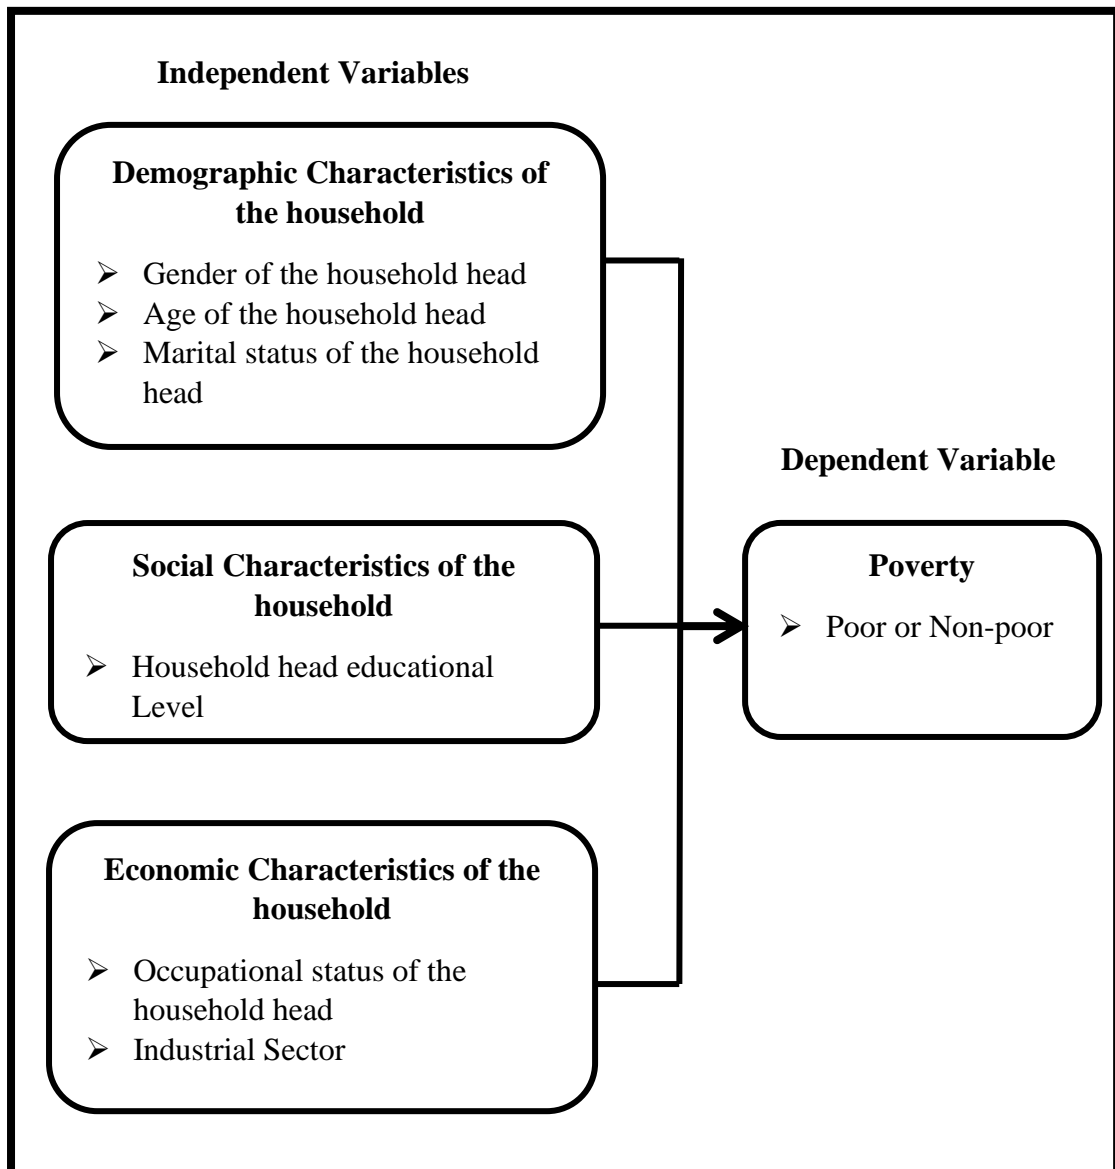 Independent Variables
Demographic Characteristics of
the household
➢ Gender of the household head
➢ Age of the household head
➢ Marital status of the household
head
Social Characteristics of the
household
➢ Household head educational
Level
Economic Characteristics of the
household
➢ Occupational status of the
household head
➢ Industrial Sector
Dependent Variable
Poverty
➢ Poor or Non-poor